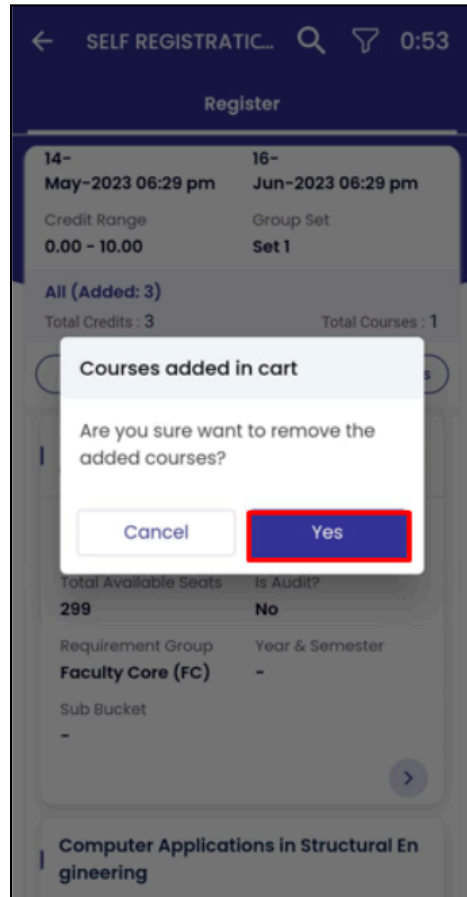 SELF REGISTRATIC... 0:53
Register
14- 16-
May-2023 06:29 pm Jun-2023 06:29 pm
Credit Range Group Set
0.00 - 10.00 Set 1
All (Added: 3)
Total Credits : 3 Total Courses : 1
Courses added in cart
Are you sure want to remove the
added courses?
Cancel Yes
Total Available Seats Is Audit?
299 No
Requirement Group Year & Semester
Faculty Core (FC) -
Sub Bucket
-
Computer Applications in Structural En
gineering